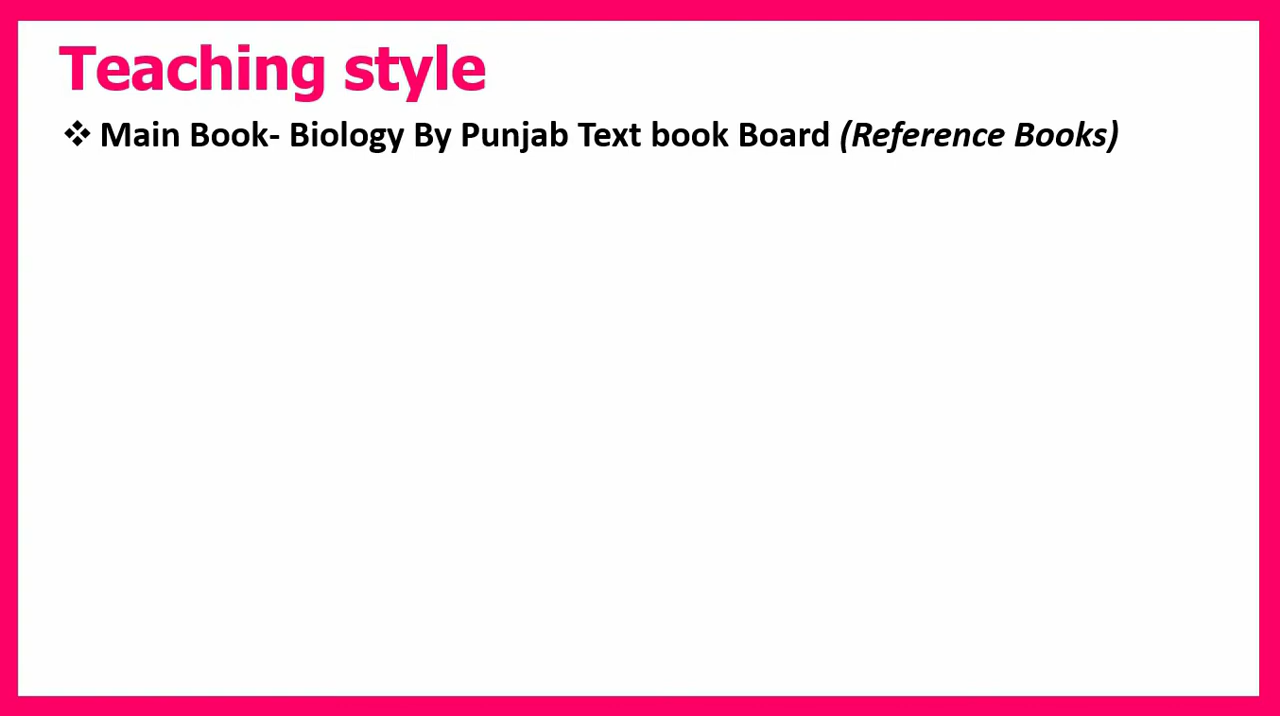 Teaching style
❖ Main Book- Biology By Punjab Text book Board (Reference Books)